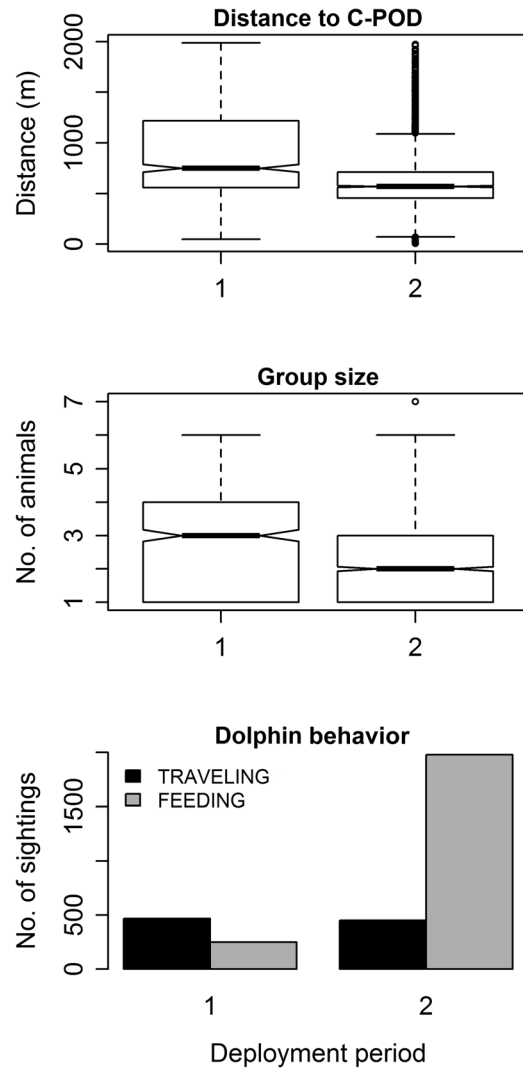 Distance to C-POD
Distance (m)
2000
1000
0
1 2
Group size
No. of animals
7
5
3
1
1 2
Dolphin behavior
No. of sightings
1500
500
0
TRAVELING
FEEDING
1 2
Deployment period